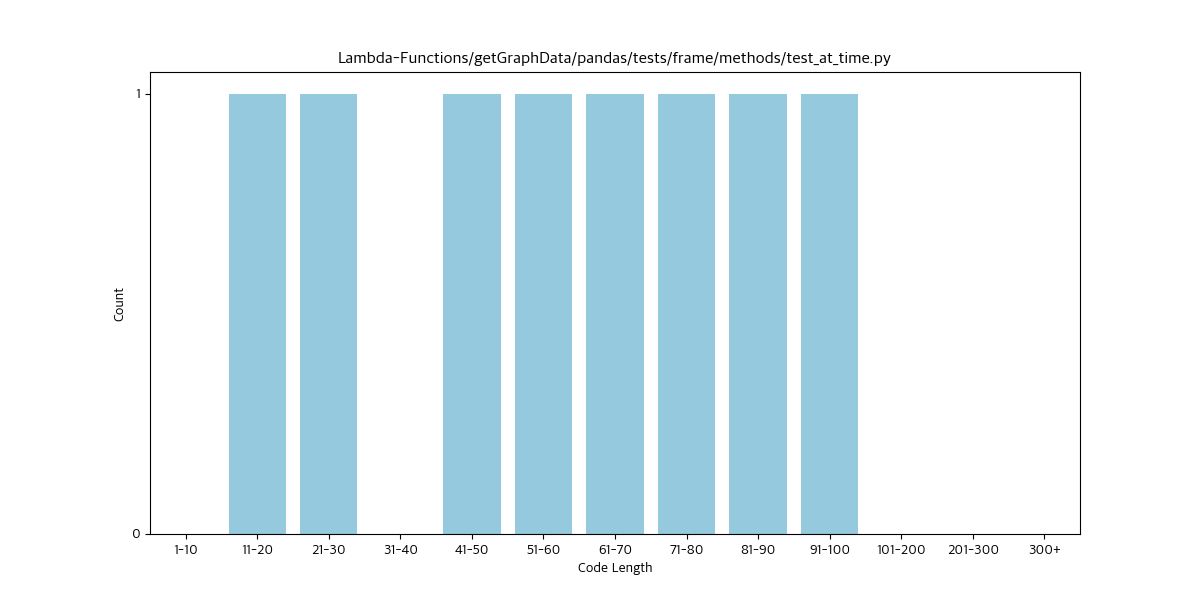 Lambda-Functions/getGraphData/pandas/tests/frame/methods/test_at_time.py
1
Count
0
1-10 11-20 21-30 31-40 41-50 51-60 61-70 71-80 81-90 91-100 101-200 201-300 300+
Code Length